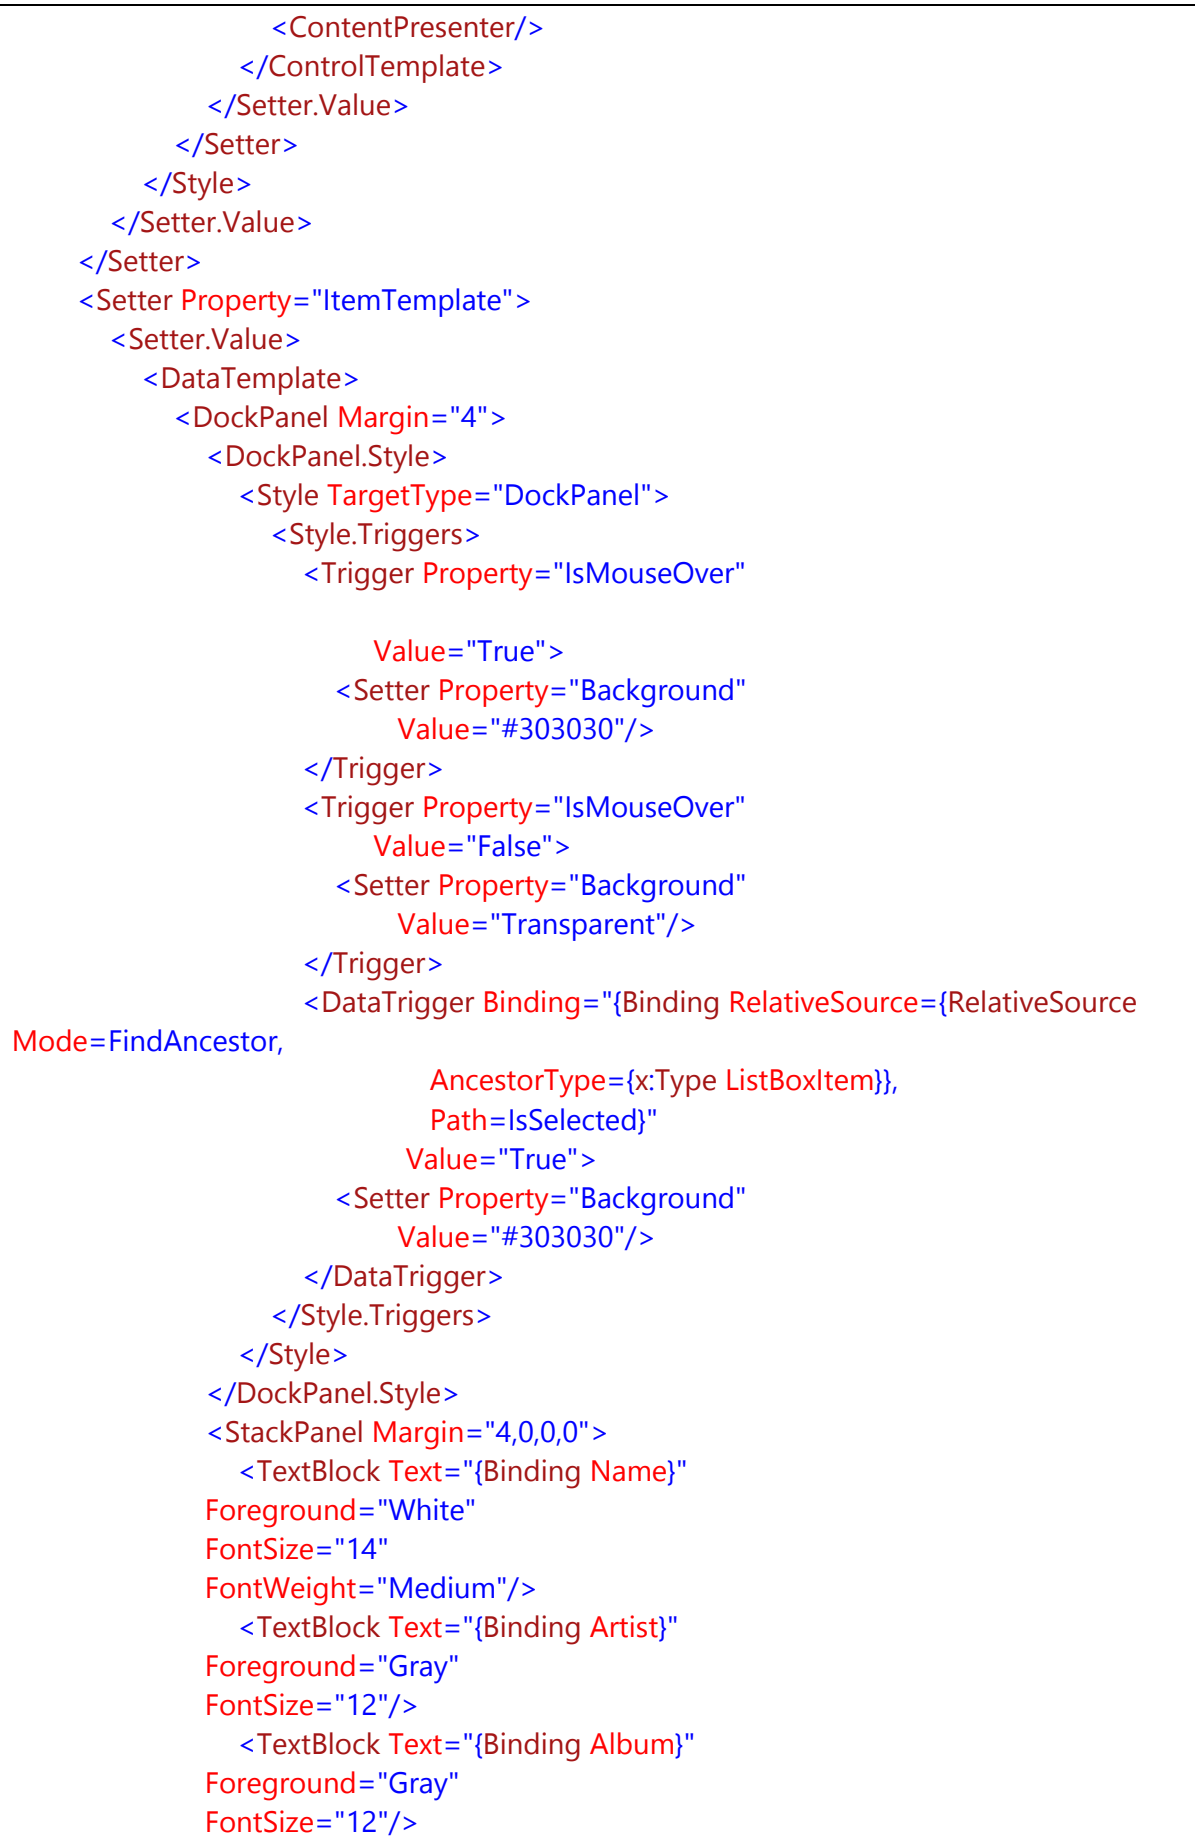 <ContentPresenter/>
</ControlTemplate>
</Setter.Value>
</Setter>
</Style>
</Setter.Value>
</Setter>
<Setter Property="ItemTemplate">
<Setter.Value>
<DataTemplate>
<DockPanel Margin="4">
<DockPanel.Style>
<Style TargetType="DockPanel">
<Style.Triggers>
<Trigger Property="IsMouseOver"
Value="True">
<Setter Property="Background"
Value="#303030"/>
</Trigger>
<Trigger Property="IsMouseOver"
Value="False">
<Setter Property="Background"
Value="Transparent"/>
</Trigger>
<DataTrigger Binding="{Binding RelativeSource={RelativeSource
Mode=FindAncestor,
AncestorType={x:Type ListBoxItem}},
Path=IsSelected}"
Value="True">
<Setter Property="Background"
Value="#303030"/>
</DataTrigger>
</Style.Triggers>
</Style>
</DockPanel.Style>
<StackPanel Margin="4,0,0,0">
<TextBlock Text="{Binding Name}"
Foreground="White"
FontSize="14"
FontWeight="Medium"/>
<TextBlock Text="{Binding Artist}"
Foreground="Gray"
FontSize="12"/>
<TextBlock Text="{Binding Album}"
Foreground="Gray"
FontSize="12"/>